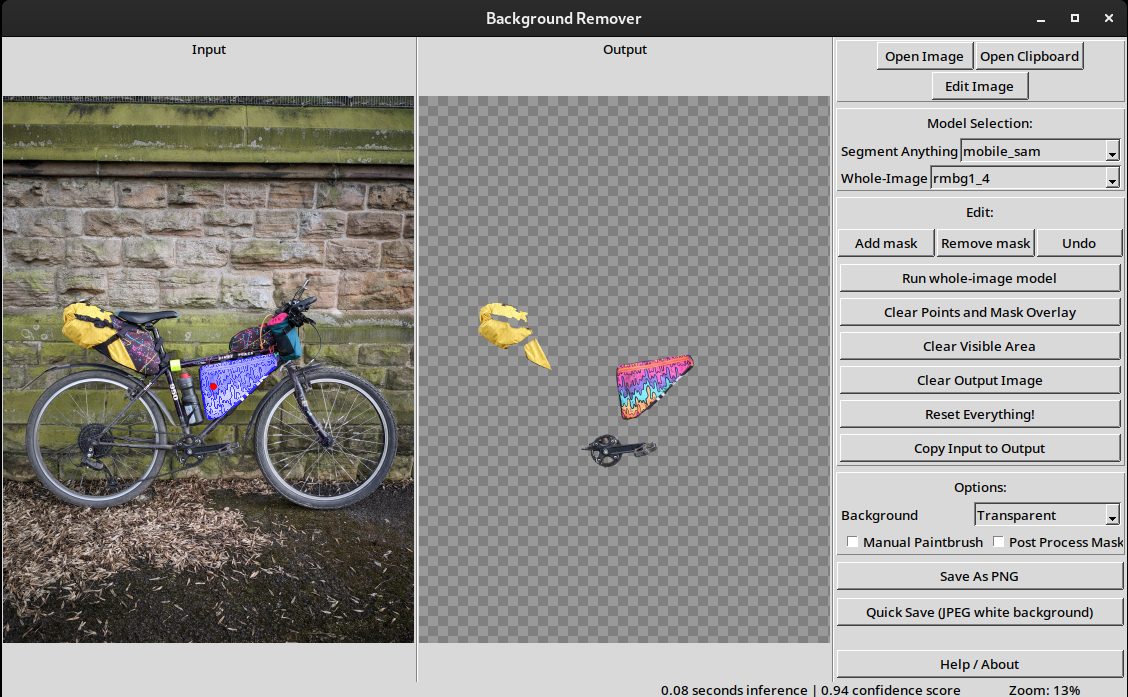 Background Remover
Input
Output
Open Image
Open Clipboard
Edit Image
Model Selection:
Segment Anything mobile_sam
Whole-Image rmbg1_4
Edit:
Add mask
Remove mask
Undo
Run whole-image model
Clear Points and Mask Overlay
Clear Visible Area
Clear Output Image
Reset Everything!
Copy Input to Output
Options:
Background Transparent
Manual Paintbrush
Post Process Mask
Save As PNG
Quick Save (JPEG white background)
Help / About
0.08 seconds inference | 0.94 confidence score
Zoom: 13%